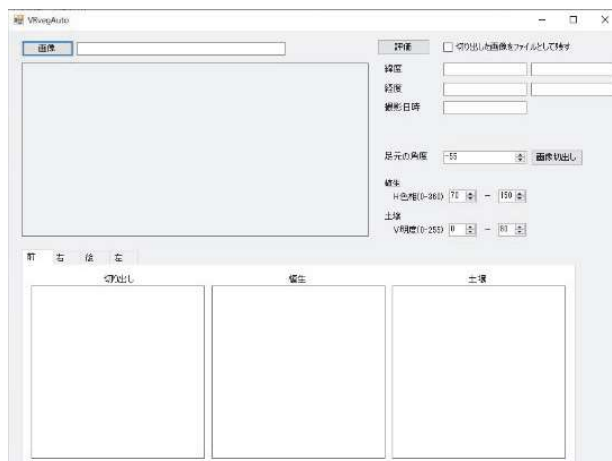 VRvegAuto
画像
評価 切り出した画像をファイルとして残す
緯度
経度
撮影日時
足元の角度 -55 画像切出し
植生
H色相(0-360) 70 - 150
土壌
V明度(0-255) 0 - 80
前 右 後 左
切り出し 植生 土壌